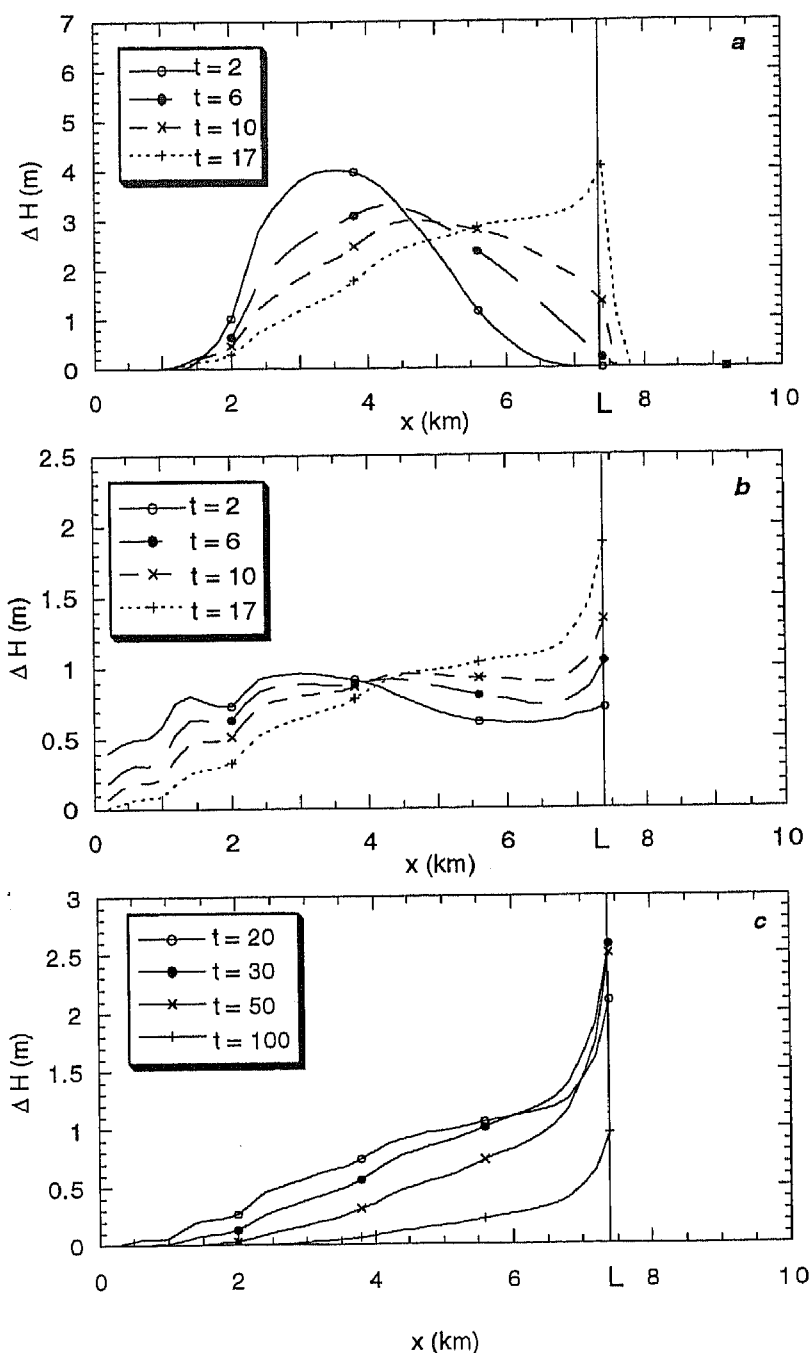 7
6
5
4
3
2
1
0
Δ H (m)
a
t = 2
t = 6
t = 10
t = 17
0 2 4 6 L 8 10
x (km)
2.5
2
1.5
1
0.5
0
Δ H (m)
b
t = 2
t = 6
t = 10
t = 17
0 2 4 6 L 8 10
x (km)
3
2.5
2
1.5
1
0.5
0
Δ H (m)
c
t = 20
t = 30
t = 50
t = 100
0 2 4 6 L 8 10
x (km)